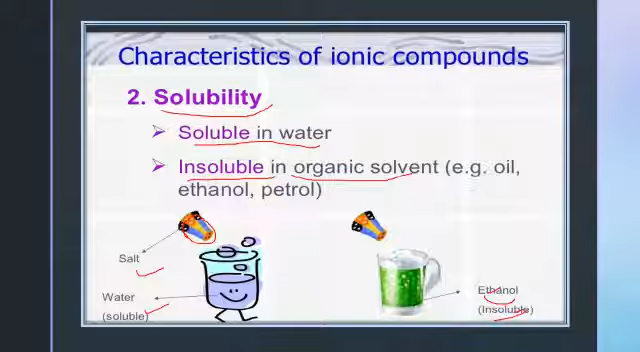 Characteristics of ionic compounds
2. Solubility
Soluble in water
Insoluble in organic solvent (e.g. oil,
ethanol, petrol)
Salt
Water
(soluble)
Ethanol
(Insoluble)